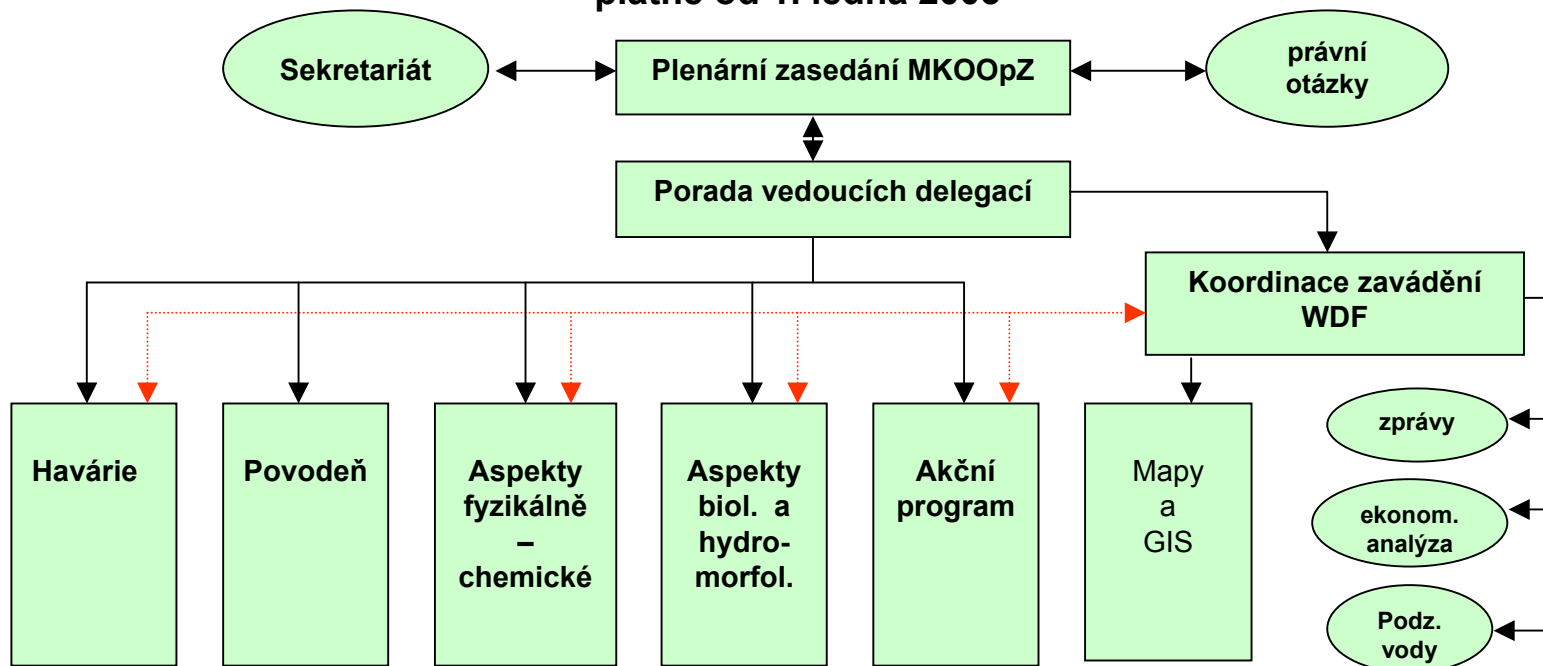 Sekretariát
Plenární zasedání MKOOpZ
právní
otázky
Porada vedoucích delegací
Koordinace zavádění
WDF
Havárie
Povodeň
Aspekty
fyzikálně
–
chemické
Aspekty
biol. a
hydro-
morfol.
Akční
program
Mapy
a
GIS
zprávy
ekonom.
analýza
Podz.
vody